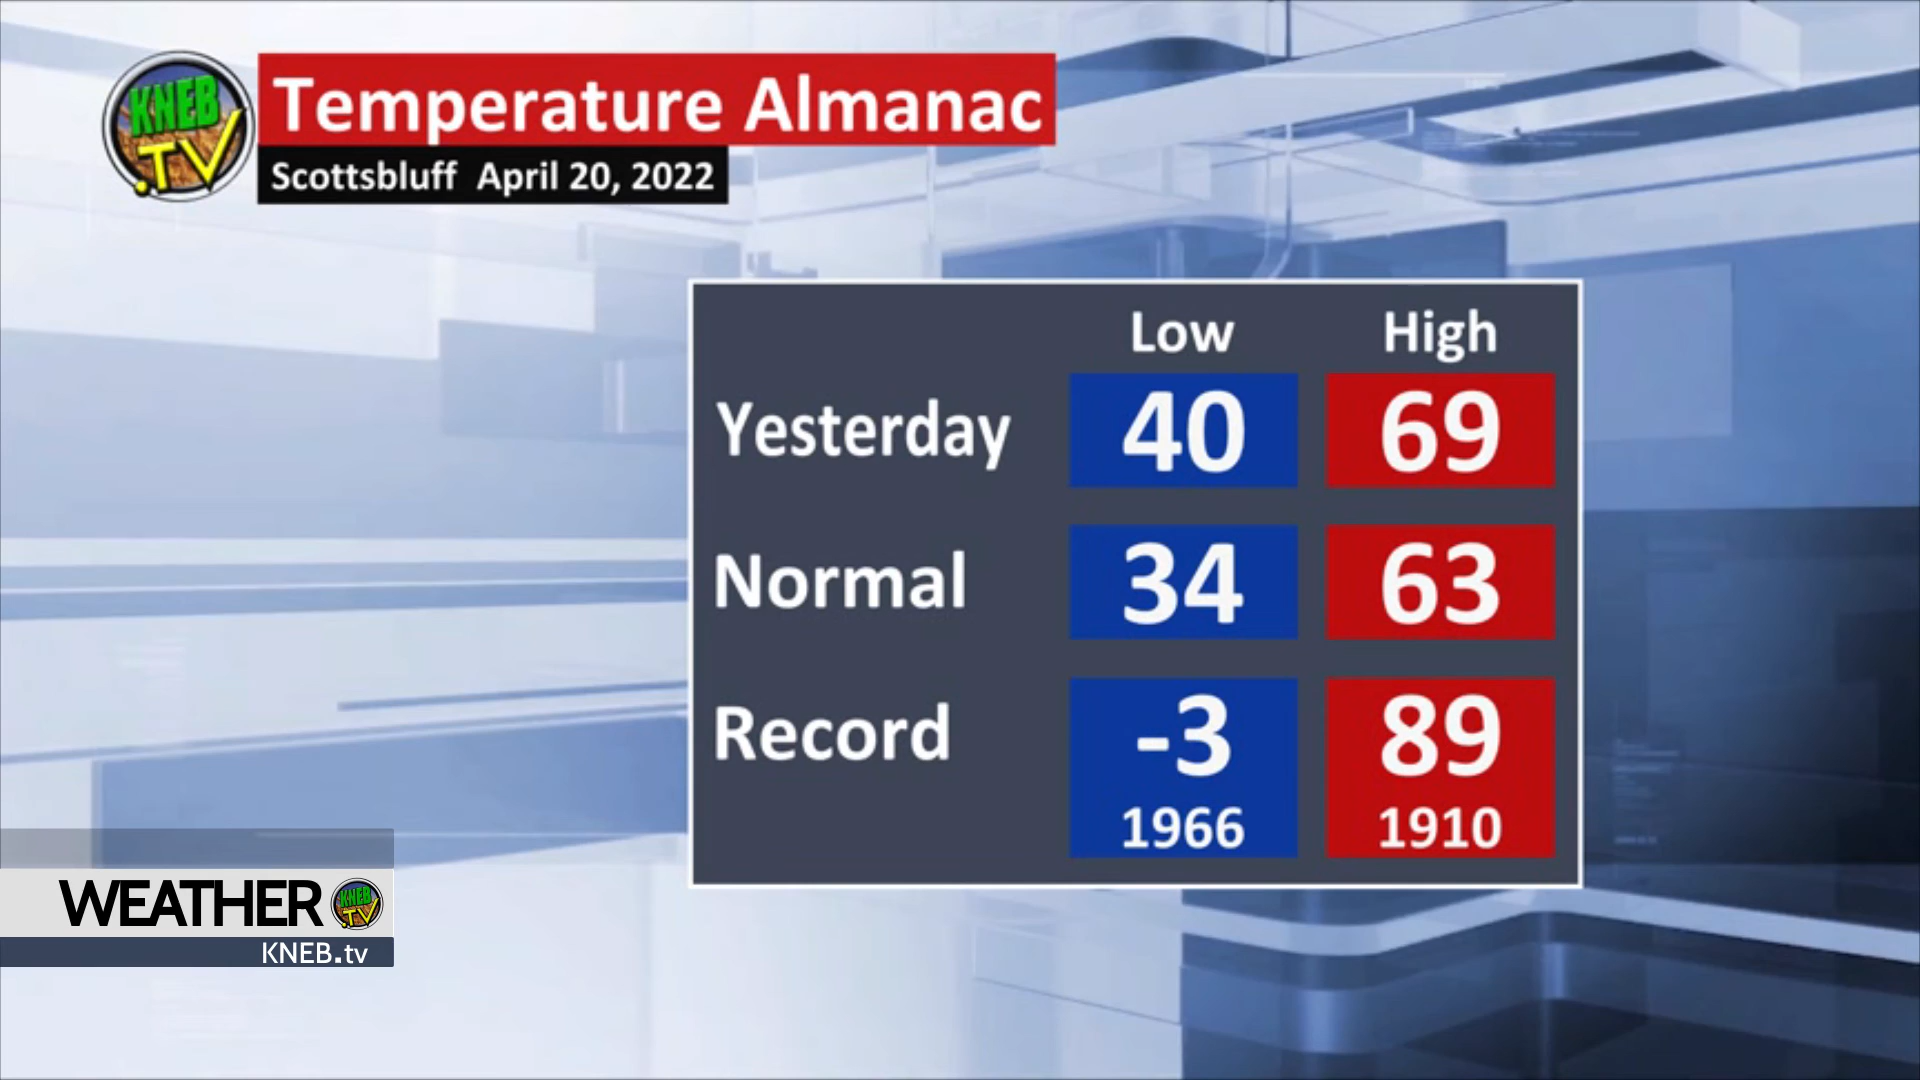 KNEB
.TV
Temperature Almanac
Scottsbluff April 20, 2022
Low High
Yesterday 40 69
Normal 34 63
Record -3 89
1966 1910
WEATHER KNEB .TV
KNEB.tv